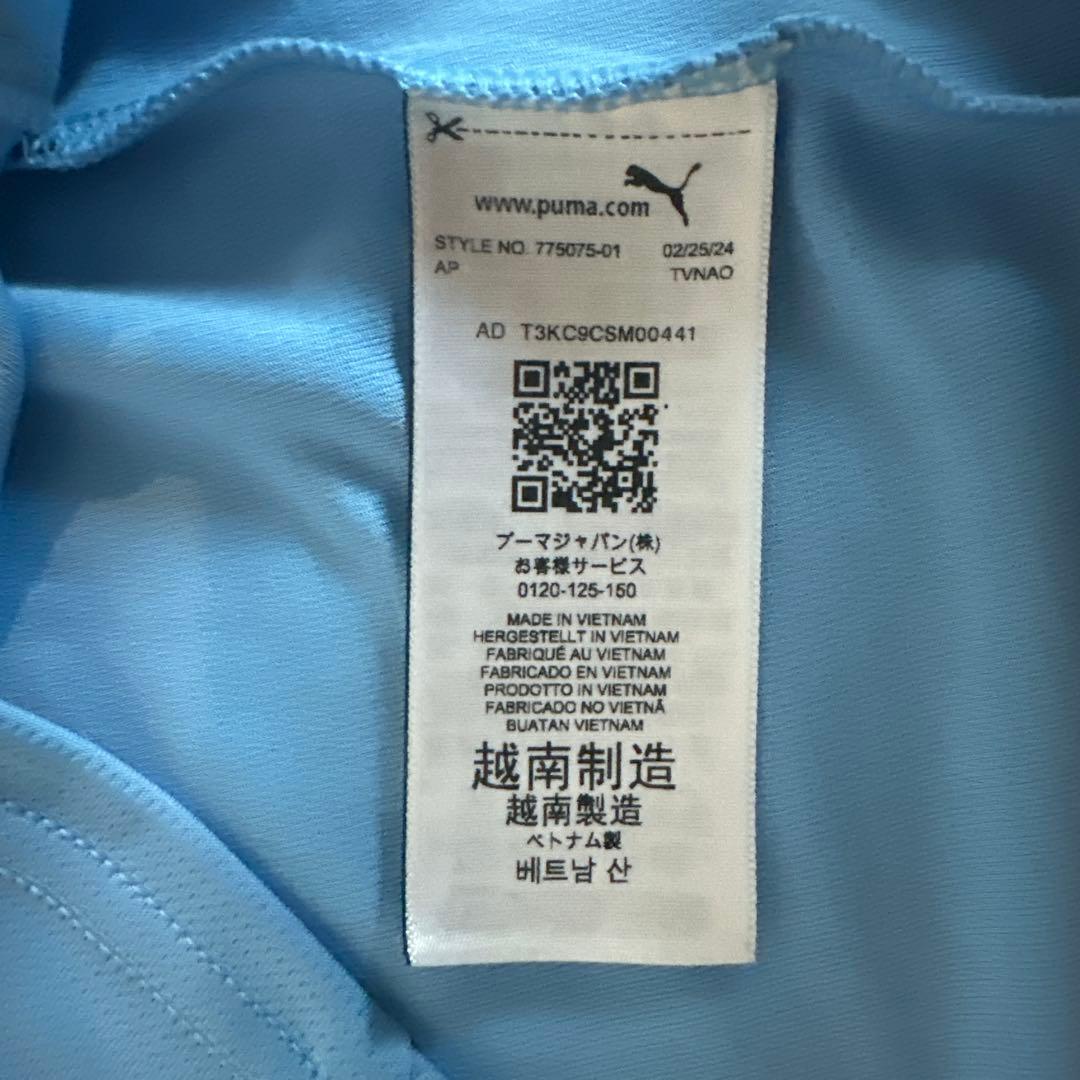 www.puma.com
STYLE NO. 775075-01 02/25/24
AP TVNAO
AD T3KC9CSM00441
プーマジャパン(株)
お客様サービス
0120-125-150
MADE IN VIETNAM
HERGESTELLT IN VIETNAM
FABRIQUÉ AU VIETNAM
FABRICADO EN VIETNAM
PRODOTTO IN VIETNAM
FABRICADO NO VIETNÃ
BUATAN VIETNAM
越南制造
越南製造
ベトナム製
베트남 산